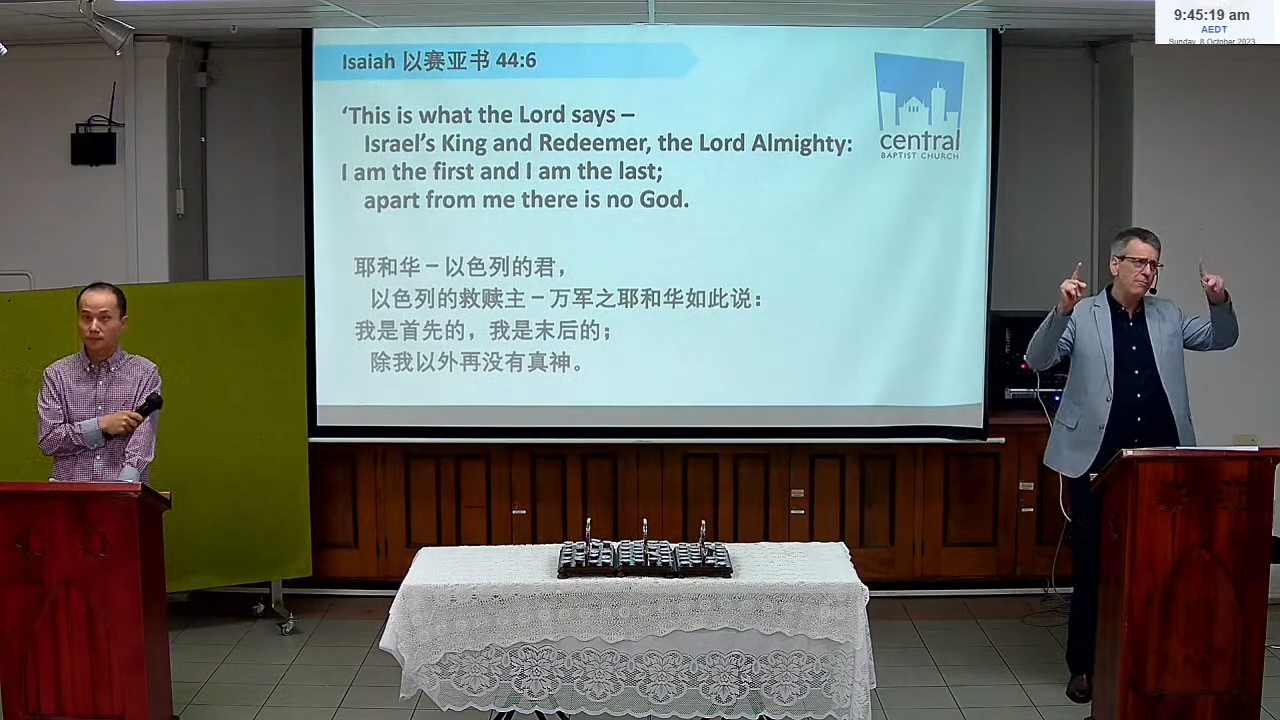 9:45:19 am
AEDT
Sunday, 8 October 2023
Isaiah 以赛亚书 44:6
central
BAPTIST CHURCH
‘This is what the Lord says –
Israel’s King and Redeemer, the Lord Almighty:
I am the first and I am the last;
apart from me there is no God.
耶和华－以色列的君，
以色列的救赎主－万军之耶和华如此说：
我是首先的，我是末后的；
除我以外再没有真神。